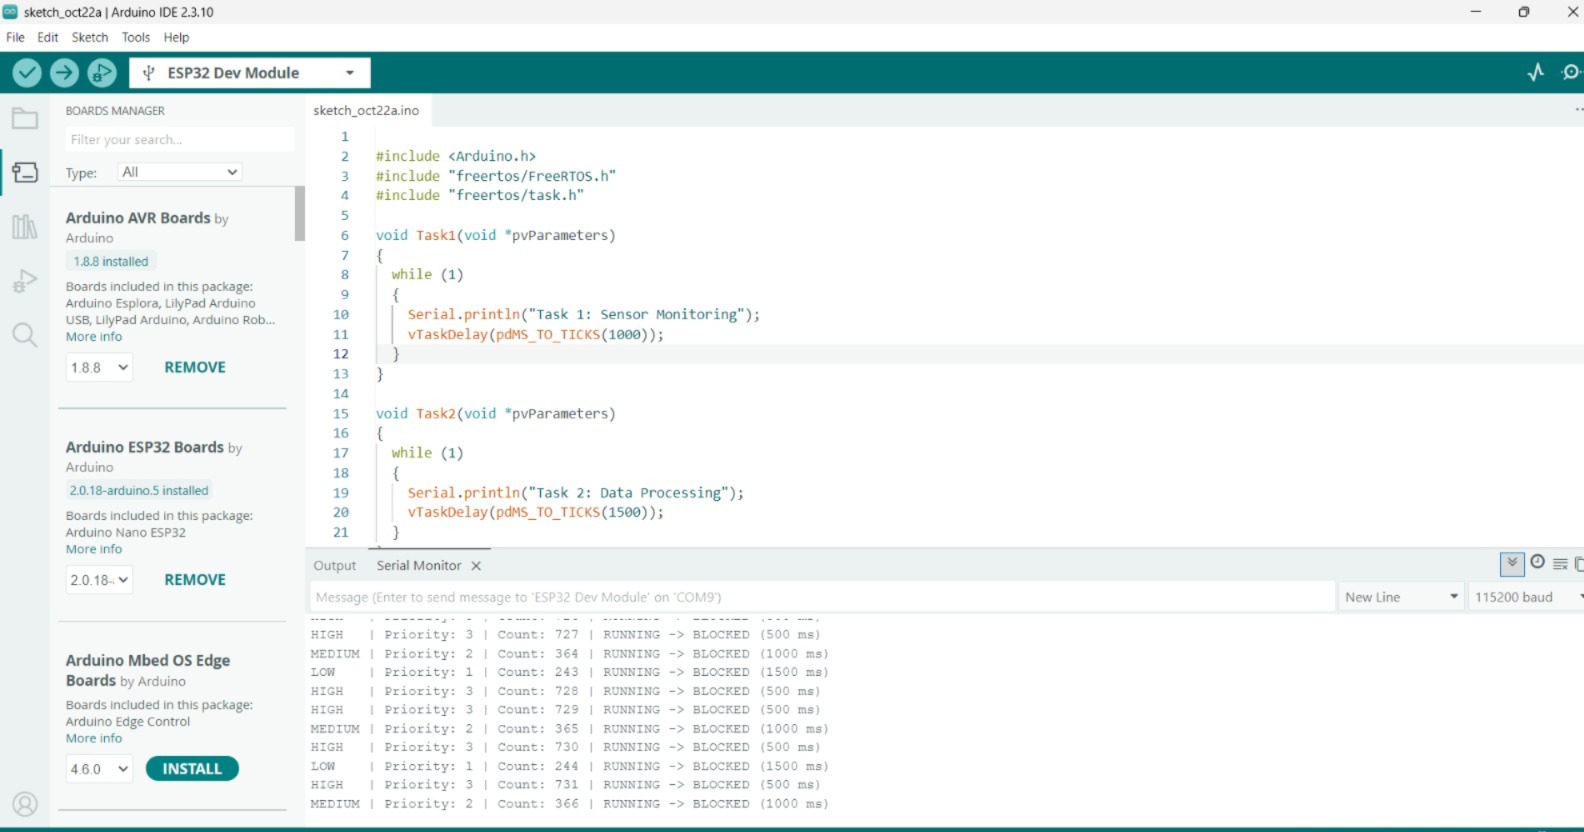 sketch_oct22a | Arduino IDE 2.3.10
File Edit Sketch Tools Help
ESP32 Dev Module
BOARDS MANAGER
Filter your search...
Type: All
Arduino AVR Boards by
Arduino
1.8.8 installed
Boards included in this package:
Arduino Esplora, LilyPad Arduino
USB, LilyPad Arduino, Arduino Rob...
More info
1.8.8 REMOVE
Arduino ESP32 Boards by
Arduino
2.0.18-arduino.5 installed
Boards included in this package:
Arduino Nano ESP32
More info
2.0.18- REMOVE
Arduino Mbed OS Edge
Boards by Arduino
Boards included in this package:
Arduino Edge Control
More info
4.6.0 INSTALL
sketch_oct22a.ino
1
2 #include <Arduino.h>
3 #include "freertos/FreeRTOS.h"
4 #include "freertos/task.h"
5
6 void Task1(void *pvParameters)
7 {
8 while (1)
9 {
10 Serial.println("Task 1: Sensor Monitoring");
11 vTaskDelay(pdMS_TO_TICKS(1000));
12 }
13 }
14
15 void Task2(void *pvParameters)
16 {
17 while (1)
18 {
19 Serial.println("Task 2: Data Processing");
20 vTaskDelay(pdMS_TO_TICKS(1500));
21 }
Output Serial Monitor
Message (Enter to send message to 'ESP32 Dev Module' on 'COM9') New Line 115200 baud
HIGH | Priority: 3 | Count: 727 | RUNNING -> BLOCKED (500 ms)
MEDIUM | Priority: 2 | Count: 364 | RUNNING -> BLOCKED (1000 ms)
LOW | Priority: 1 | Count: 243 | RUNNING -> BLOCKED (1500 ms)
HIGH | Priority: 3 | Count: 728 | RUNNING -> BLOCKED (500 ms)
HIGH | Priority: 3 | Count: 729 | RUNNING -> BLOCKED (500 ms)
MEDIUM | Priority: 2 | Count: 365 | RUNNING -> BLOCKED (1000 ms)
HIGH | Priority: 3 | Count: 730 | RUNNING -> BLOCKED (500 ms)
LOW | Priority: 1 | Count: 244 | RUNNING -> BLOCKED (1500 ms)
HIGH | Priority: 3 | Count: 731 | RUNNING -> BLOCKED (500 ms)
MEDIUM | Priority: 2 | Count: 366 | RUNNING -> BLOCKED (1000 ms)